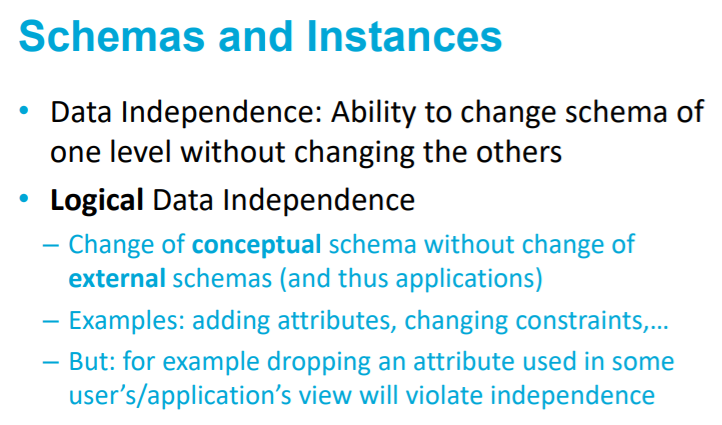 Schemas and Instances
• Data Independence: Ability to change schema of
one level without changing the others
• Logical Data Independence
– Change of conceptual schema without change of
external schemas (and thus applications)
– Examples: adding attributes, changing constraints,...
– But: for example dropping an attribute used in some
user’s/application’s view will violate independence